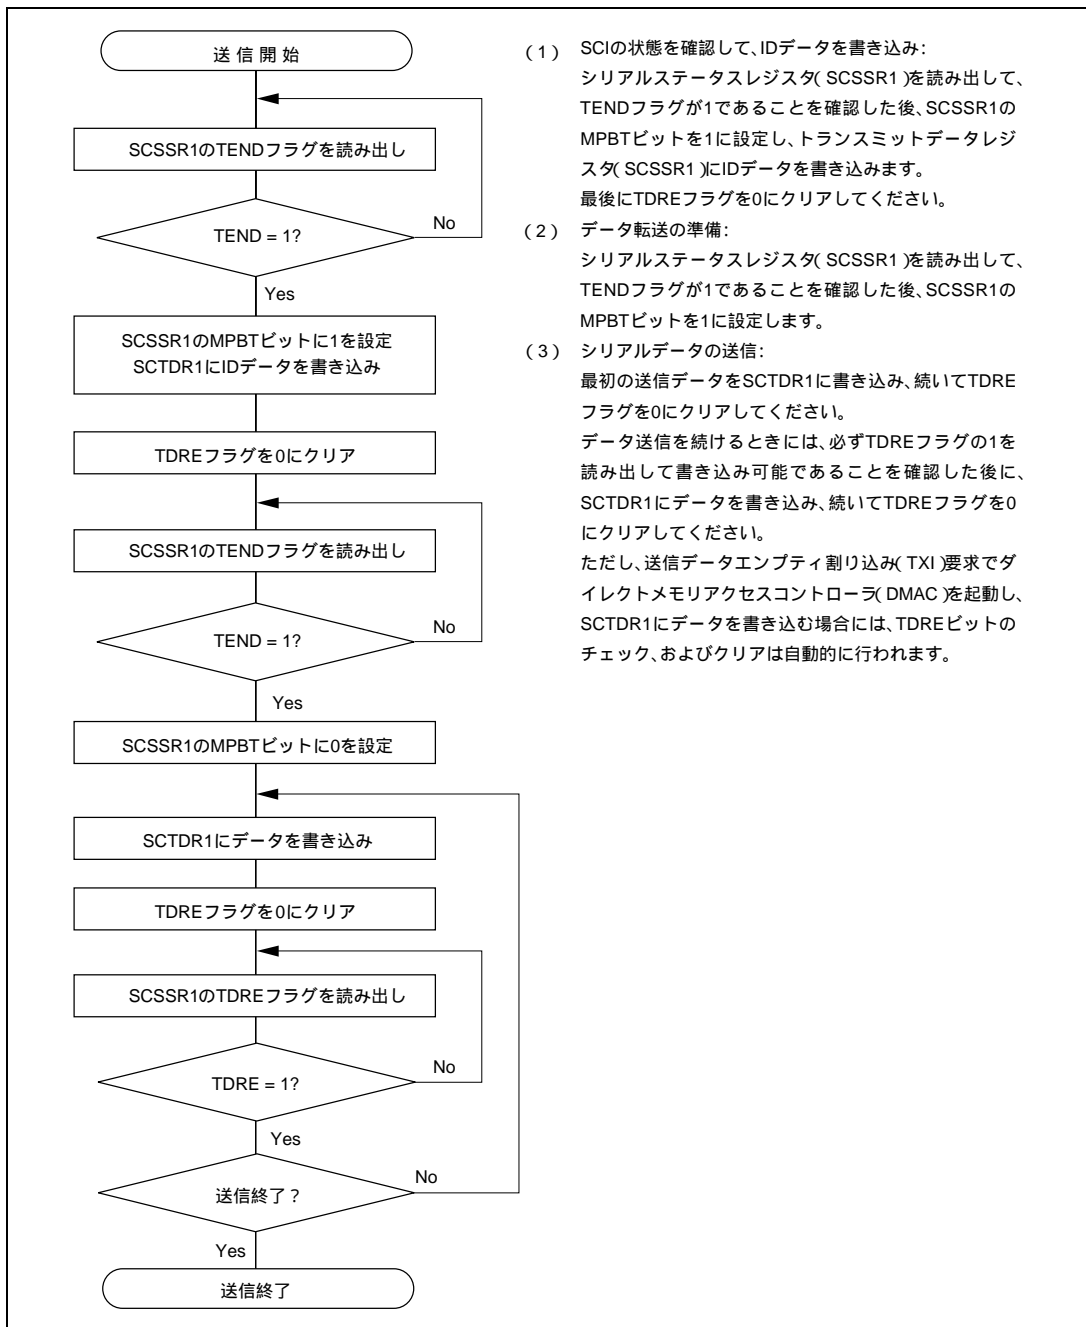 送信開始
SCSSR1のTENDフラグを読み出し
TEND = 1?
No
Yes
SCSSR1のMPBTビットに1を設定
SCTDR1にIDデータを書き込み
TDREフラグを0にクリア
SCSSR1のTENDフラグを読み出し
TEND = 1?
No
Yes
SCSSR1のMPBTビットに0を設定
SCTDR1にデータを書き込み
TDREフラグを0にクリア
SCSSR1のTDREフラグを読み出し
TDRE = 1?
No
Yes
送信終了？
No
Yes
送信終了
（1） SCIの状態を確認して、IDデータを書き込み：
シリアルステータスレジスタ（SCSSR1）を読み出して、
TENDフラグが1であることを確認した後、SCSSR1の
MPBTビットを1に設定し、トランスミットデータレジ
スタ（SCSSR1）にIDデータを書き込みます。
最後にTDREフラグを0にクリアしてください。
（2） データ転送の準備：
シリアルステータスレジスタ（SCSSR1）を読み出して、
TENDフラグが1であることを確認した後、SCSSR1の
MPBTビットを1に設定します。
（3） シリアルデータの送信：
最初の送信データをSCTDR1に書き込み、続いてTDRE
フラグを0にクリアしてください。
データ送信を続けるときには、必ずTDREフラグの1を
読み出して書き込み可能であることを確認した後に、
SCTDR1にデータを書き込み、続いてTDREフラグを0
にクリアしてください。
ただし、送信データエンプティ割り込み（TXI）要求でダ
イレクトメモリアクセスコントローラ（DMAC）を起動し、
SCTDR1にデータを書き込む場合には、TDREビットの
チェック、およびクリアは自動的に行われます。